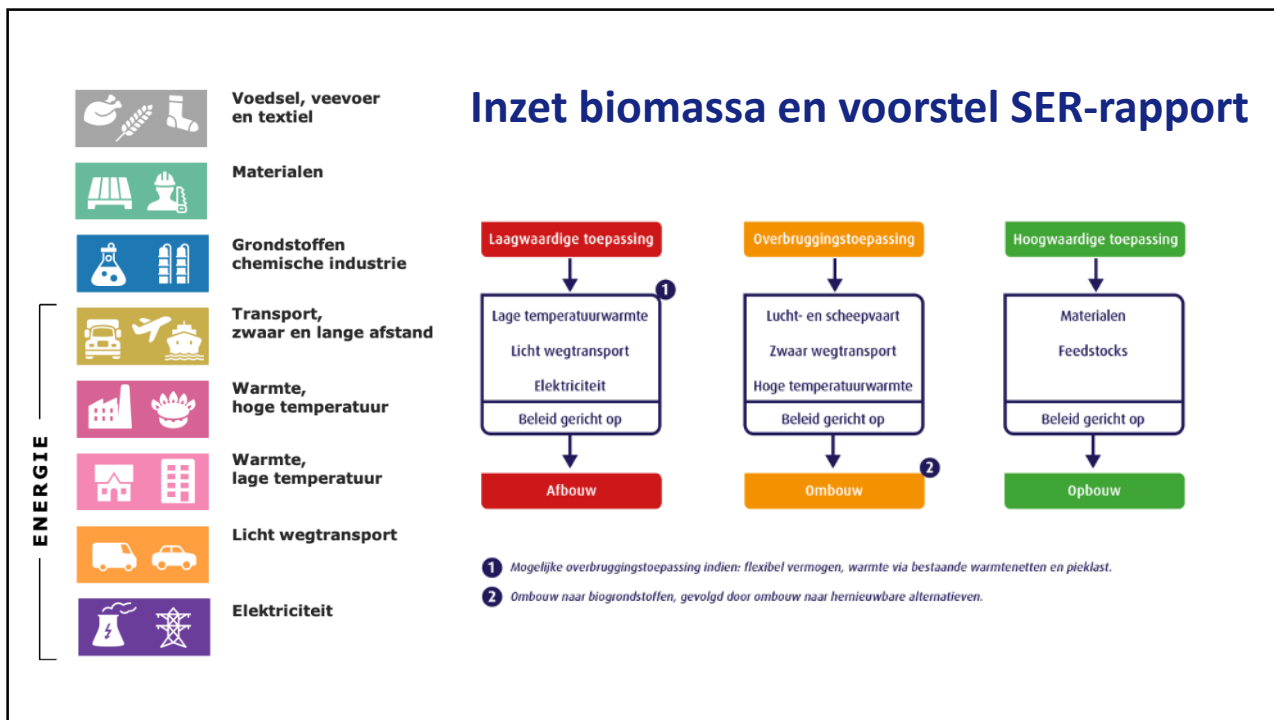 Inzet biomassa en voorstel SER-rapport
Voedsel, veevoer
en textiel
Materialen
Grondstoffen
chemische industrie
Transport,
zwaar en lange afstand
Warmte,
hoge temperatuur
Warmte,
lage temperatuur
Licht wegtransport
Elektriciteit
ENERGIE
Laagwaardige toepassing
1
Lage temperatuurwarmte
Licht wegtransport
Elektriciteit
Beleid gericht op
Afbouw
Overbruggingstoepassing
Lucht- en scheepvaart
Zwaar wegtransport
Hoge temperatuurwarmte
Beleid gericht op
2
Ombouw
Hoogwaardige toepassing
Materialen
Feedstocks
Beleid gericht op
Opbouw
1 Mogelijke overbruggingstoepassing indien: flexibel vermogen, warmte via bestaande warmtenetten en pieklast.
2 Ombouw naar biogrondstoffen, gevolgd door ombouw naar hernieuwbare alternatieven.